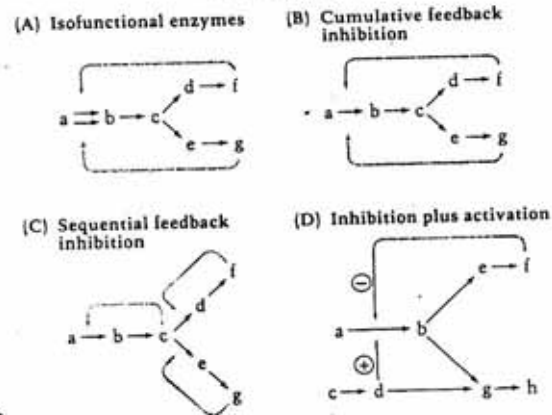 (A) Isofunctional enzymes
d → f
a ⇉ b → c
e → g
(B) Cumulative feedback
inhibition
d → f
a → b → c
e → g
(C) Sequential feedback
inhibition
f
d
a → b → c
e
g
(D) Inhibition plus activation
e → f
−
a → b
+
c → d → g → h